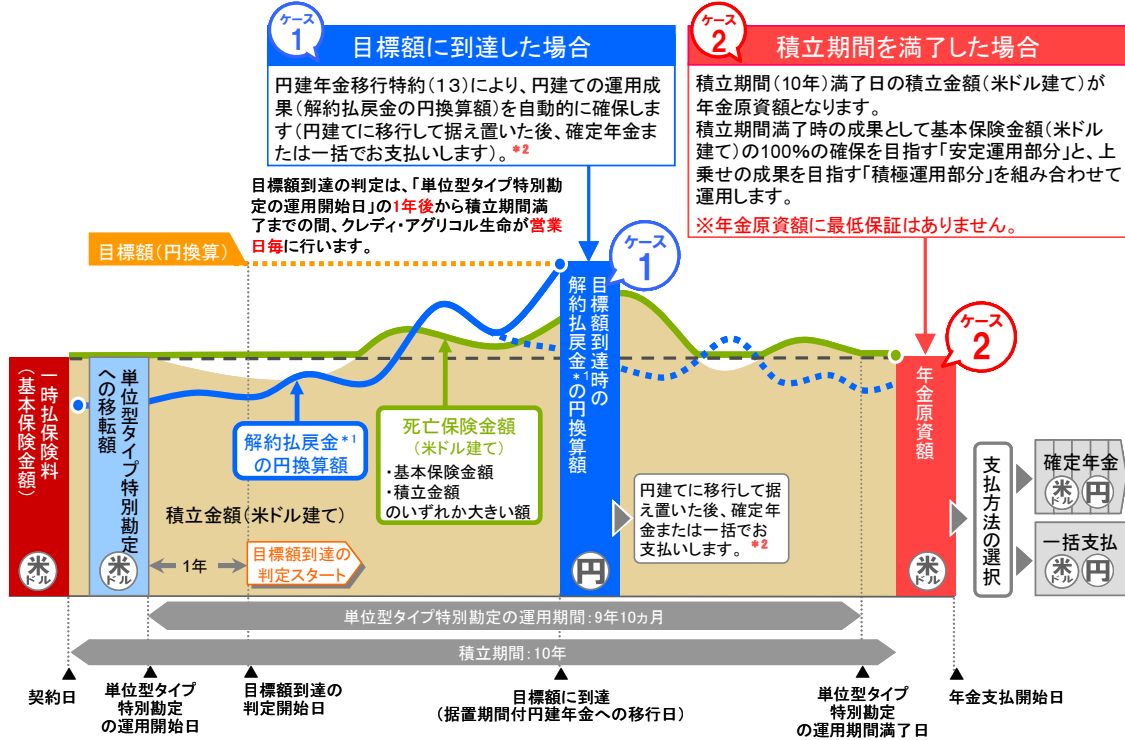 ケース
1
目標額に到達した場合
円建年金移行特約(13)により、円建ての運用成
果(解約払戻金の円換算額)を自動的に確保しま
す(円建てに移行して据え置いた後、確定年金ま
たは一括でお支払いします)。*2
ケース
2
積立期間を満了した場合
積立期間(10年)満了日の積立金額(米ドル建て)が
年金原資額となります。
積立期間満了時の成果として基本保険金額(米ドル
建て)の100%の確保を目指す「安定運用部分」と、上
乗せの成果を目指す「積極運用部分」を組み合わせて
運用します。
※年金原資額に最低保証はありません。
目標額到達の判定は、「単位型タイプ特別勘
定の運用開始日」の1年後から積立期間満
了までの間、クレディ・アグリコル生命が営業
日毎に行います。
目標額(円換算)
ケース
1
ケース
2
一時払保険料
(基本保険金額)
米
ドル
単位型タイプ特別勘定
への移転額
米
ドル
解約払戻金*1
の円換算額
死亡保険金額
(米ドル建て)
・基本保険金額
・積立金額
のいずれか大きい額
目標額到達時の
解約払戻金*1の円換算額
円
年金原資額
米
ドル
積立金額(米ドル建て)
1年
目標額到達の
判定スタート
円建てに移行して据
え置いた後、確定年
金または一括でお
支払いします。*2
支払方法の選択
確定年金
米
ドル
円
一括支払
米
ドル
円
単位型タイプ特別勘定の運用期間:9年10ヵ月
積立期間:10年
契約日
単位型タイプ
特別勘定
の運用開始日
目標額到達の
判定開始日
目標額に到達
(据置期間付円建年金への移行日)
単位型タイプ
特別勘定
の運用期間満了日
年金支払開始日